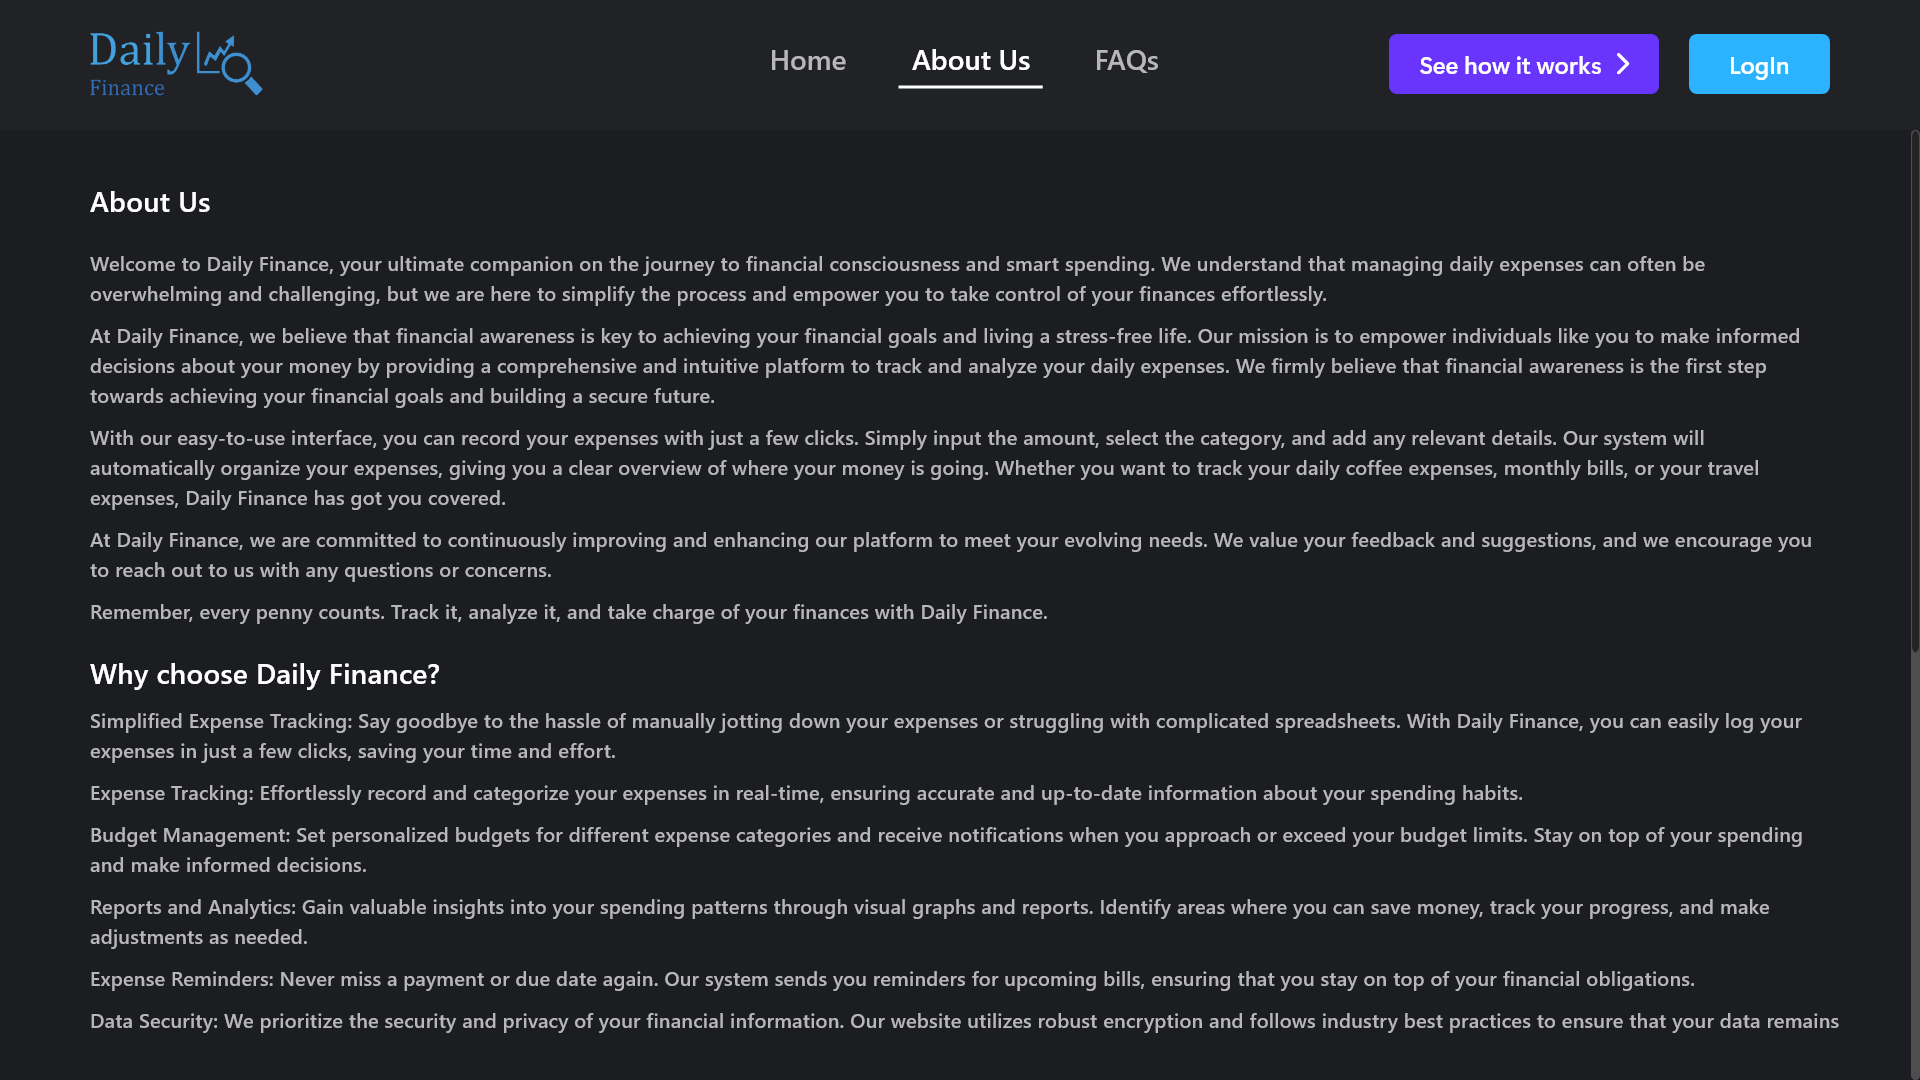 Daily
Finance
Home
About Us
FAQs
See how it works
LogIn
About Us
Welcome to Daily Finance, your ultimate companion on the journey to financial consciousness and smart spending. We understand that managing daily expenses can often be
overwhelming and challenging, but we are here to simplify the process and empower you to take control of your finances effortlessly.
At Daily Finance, we believe that financial awareness is key to achieving your financial goals and living a stress-free life. Our mission is to empower individuals like you to make informed
decisions about your money by providing a comprehensive and intuitive platform to track and analyze your daily expenses. We firmly believe that financial awareness is the first step
towards achieving your financial goals and building a secure future.
With our easy-to-use interface, you can record your expenses with just a few clicks. Simply input the amount, select the category, and add any relevant details. Our system will
automatically organize your expenses, giving you a clear overview of where your money is going. Whether you want to track your daily coffee expenses, monthly bills, or your travel
expenses, Daily Finance has got you covered.
At Daily Finance, we are committed to continuously improving and enhancing our platform to meet your evolving needs. We value your feedback and suggestions, and we encourage you
to reach out to us with any questions or concerns.
Remember, every penny counts. Track it, analyze it, and take charge of your finances with Daily Finance.
Why choose Daily Finance?
Simplified Expense Tracking: Say goodbye to the hassle of manually jotting down your expenses or struggling with complicated spreadsheets. With Daily Finance, you can easily log your
expenses in just a few clicks, saving your time and effort.
Expense Tracking: Effortlessly record and categorize your expenses in real-time, ensuring accurate and up-to-date information about your spending habits.
Budget Management: Set personalized budgets for different expense categories and receive notifications when you approach or exceed your budget limits. Stay on top of your spending
and make informed decisions.
Reports and Analytics: Gain valuable insights into your spending patterns through visual graphs and reports. Identify areas where you can save money, track your progress, and make
adjustments as needed.
Expense Reminders: Never miss a payment or due date again. Our system sends you reminders for upcoming bills, ensuring that you stay on top of your financial obligations.
Data Security: We prioritize the security and privacy of your financial information. Our website utilizes robust encryption and follows industry best practices to ensure that your data remains